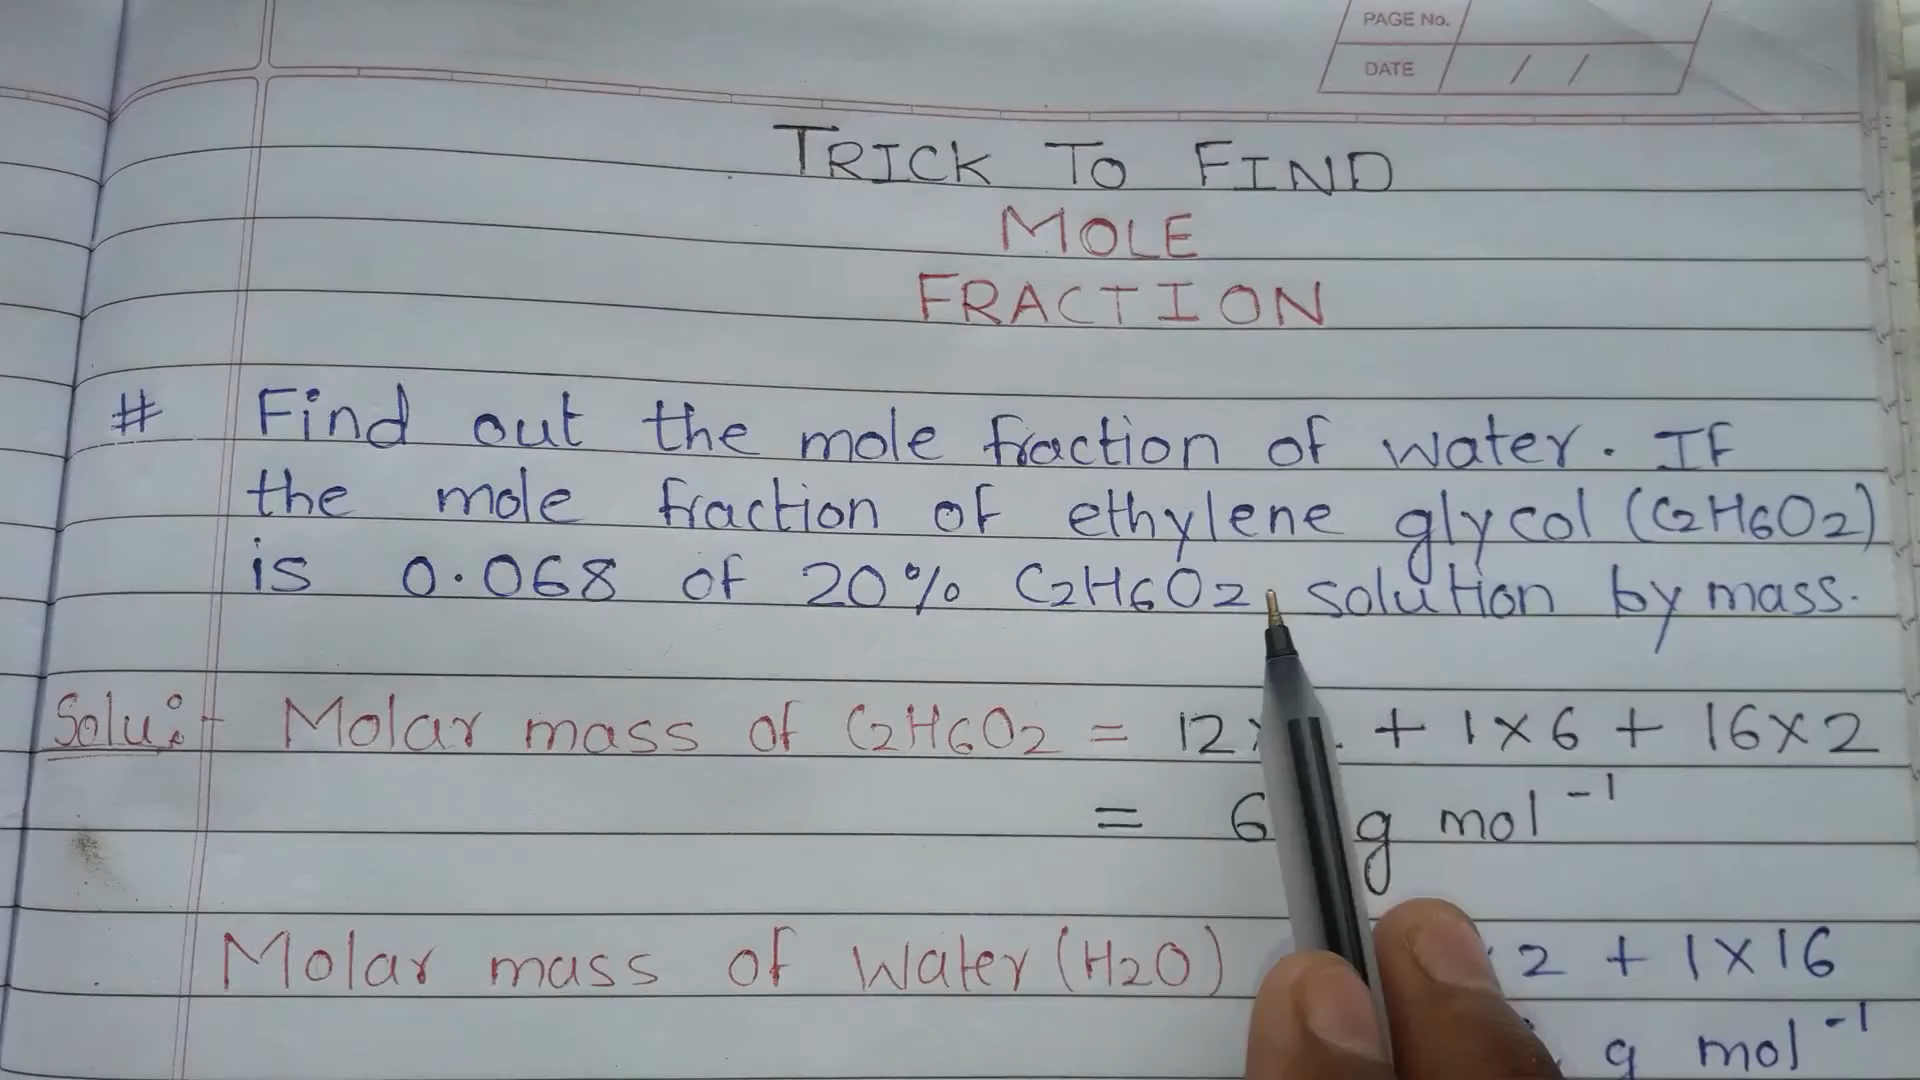 PAGE No.
DATE / /
TRICK TO FIND
MOLE
FRACTION
# Find out the mole fraction of water. If
the mole fraction of ethylene glycol (C2H6O2)
is 0.068 of 20% C2H6O2 solution by mass.
Solu:- Molar mass of C2H6O2 = 12 + 1×6 + 16×2
= g mol⁻¹
Molar mass of Water (H2O) 2 + 1×16
g mol⁻¹